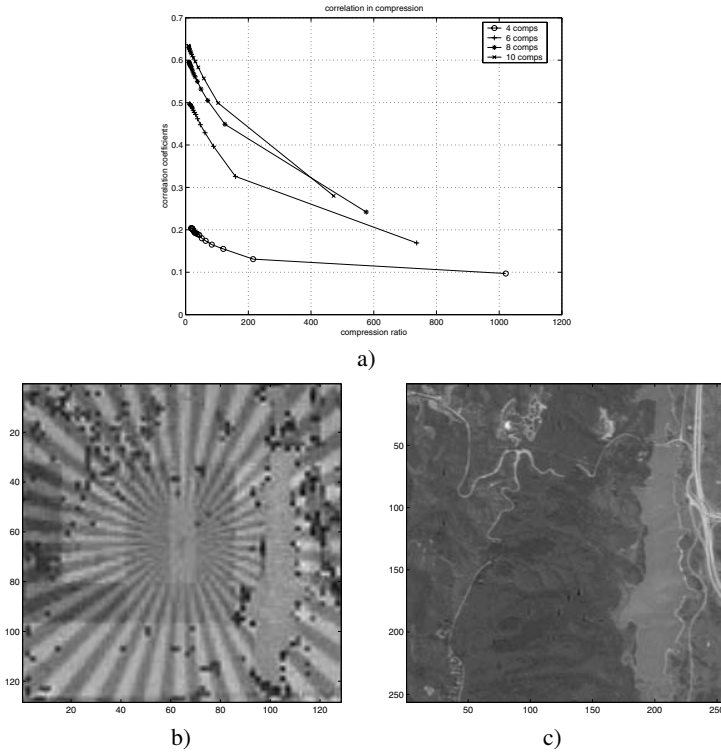 correlation in compression
0.7
0.6
0.5
0.4
0.3
0.2
0.1
0
correlation coefficients
4 comps
6 comps
8 comps
10 comps
0 200 400 600 800 1000 1200
compression ratio
a)
20
40
60
80
100
120
20 40 60 80 100 120
b)
50
100
150
200
250
50 100 150 200 250
c)